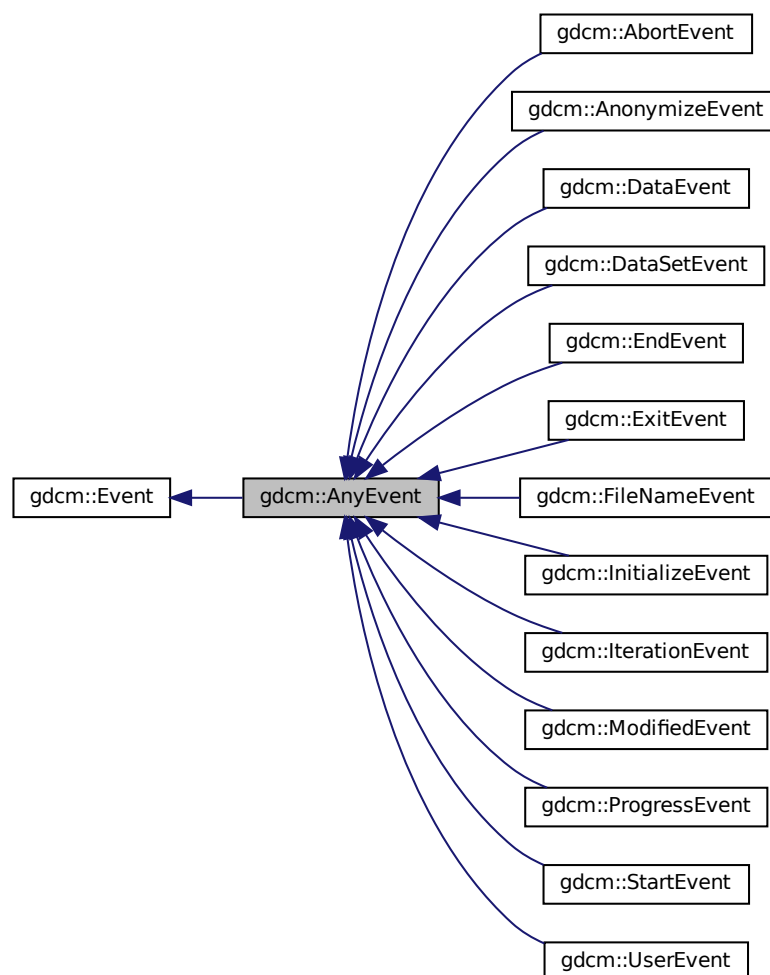 gdcm::AbortEvent
gdcm::AnonymizeEvent
gdcm::DataEvent
gdcm::DataSetEvent
gdcm::EndEvent
gdcm::ExitEvent
gdcm::Event
gdcm::AnyEvent
gdcm::FileNameEvent
gdcm::InitializeEvent
gdcm::IterationEvent
gdcm::ModifiedEvent
gdcm::ProgressEvent
gdcm::StartEvent
gdcm::UserEvent